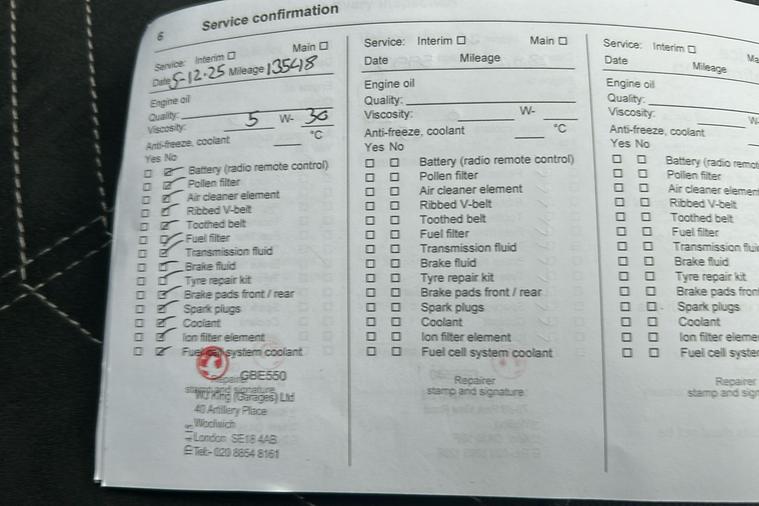 6 Service confirmation
Service: Interim ☐ Main ☐
Date 5-12-25 Mileage 13548
Engine oil
Quality:
Viscosity: 5 W- 30
Anti-freeze, coolant °C
Yes No
☐ ☑ Battery (radio remote control)
☐ ☑ Pollen filter
☐ ☑ Air cleaner element
☐ ☑ Ribbed V-belt
☐ ☑ Toothed belt
☐ ☑ Fuel filter
☐ ☑ Transmission fluid
☐ ☑ Brake fluid
☐ ☑ Tyre repair kit
☐ ☑ Brake pads front / rear
☐ ☑ Spark plugs
☐ ☑ Coolant
☐ ☑ Ion filter element
☐ ☑ Fuel cell system coolant
Repairer GBE550
stamp and signature
WJ King (Garages) Ltd
40 Artillery Place
Woolwich
London SE18 4AB
Tel:- 020 8854 8161
Service: Interim ☐ Main ☐
Date Mileage
Engine oil
Quality:
Viscosity: W-
Anti-freeze, coolant °C
Yes No
☐ ☐ Battery (radio remote control)
☐ ☐ Pollen filter
☐ ☐ Air cleaner element
☐ ☐ Ribbed V-belt
☐ ☐ Toothed belt
☐ ☐ Fuel filter
☐ ☐ Transmission fluid
☐ ☐ Brake fluid
☐ ☐ Tyre repair kit
☐ ☐ Brake pads front / rear
☐ ☐ Spark plugs
☐ ☐ Coolant
☐ ☐ Ion filter element
☐ ☐ Fuel cell system coolant
Repairer
stamp and signature
Service: Interim ☐ Ma
Date Mileage
Engine oil
Quality:
Viscosity: W-
Anti-freeze, coolant
Yes No
☐ ☐ Battery (radio remot
☐ ☐ Pollen filter
☐ ☐ Air cleaner element
☐ ☐ Ribbed V-belt
☐ ☐ Toothed belt
☐ ☐ Fuel filter
☐ ☐ Transmission flui
☐ ☐ Brake fluid
☐ ☐ Tyre repair kit
☐ ☐ Brake pads fron
☐ ☐ Spark plugs
☐ ☐ Coolant
☐ ☐ Ion filter eleme
☐ ☐ Fuel cell syste
Repairer
stamp and sign